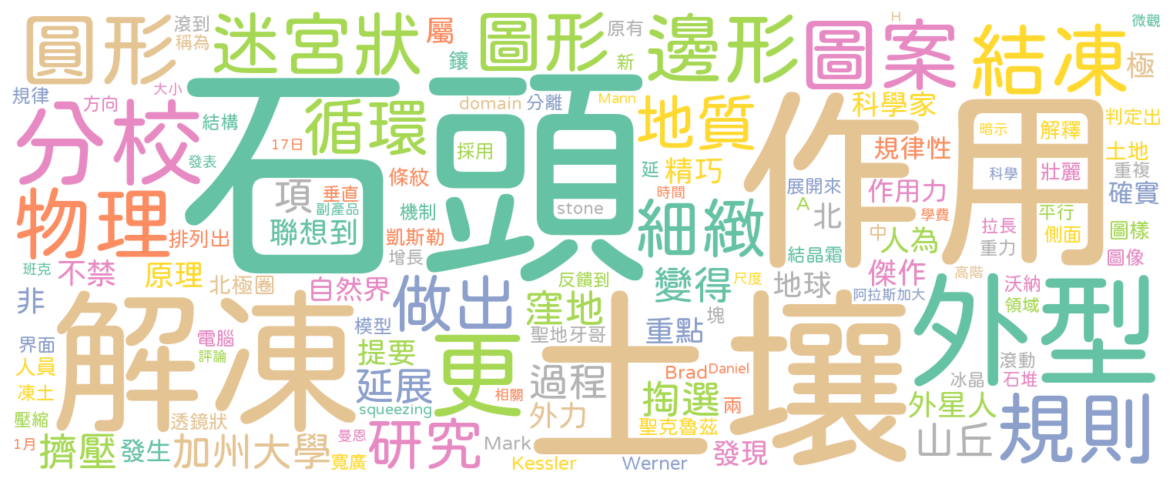 石頭
作用
土壤
解凍
圓形
滾到
稱為
迷宮狀
屬
圖形
原有
邊形
圖案
H
結凍
微觀
極
規律
方向
大小
鑲
domain
分離
新
Mann
科學家
分校
結構
發表
17日
循環
採用
地質
延
精巧
暗示
解釋
判定出
規律性
土地
重複
物理
排列出
項
垂直
副產品
條紋
機制
stone
細緻
時間
展開來
作用力
科學
壯麗
確實
A
學費
北
中
拉長
平行
側面
圖樣
聯想到
凱斯勒
增長
結晶霜
人為
重力
圖像
班克
不禁
原理
北極圈
自然界
做出
反饋到
窪地
變得
尺度
地球
傑作
高階
沃納
非
阿拉斯加大
外型
領域
界面
電腦
模型
聖地牙哥
重點
塊
滾動
人員
評論
提要
更
過程
Brad
Daniel
冰晶
石堆
凍土
延展
相關
掏選
兩
外星人
壓縮
透鏡狀
squeezing
外力
聖克魯茲
山丘
規則
1月
擠壓
發生
加州大學
曼恩
寬廣
研究
Mark
Kessler
Werner
發現